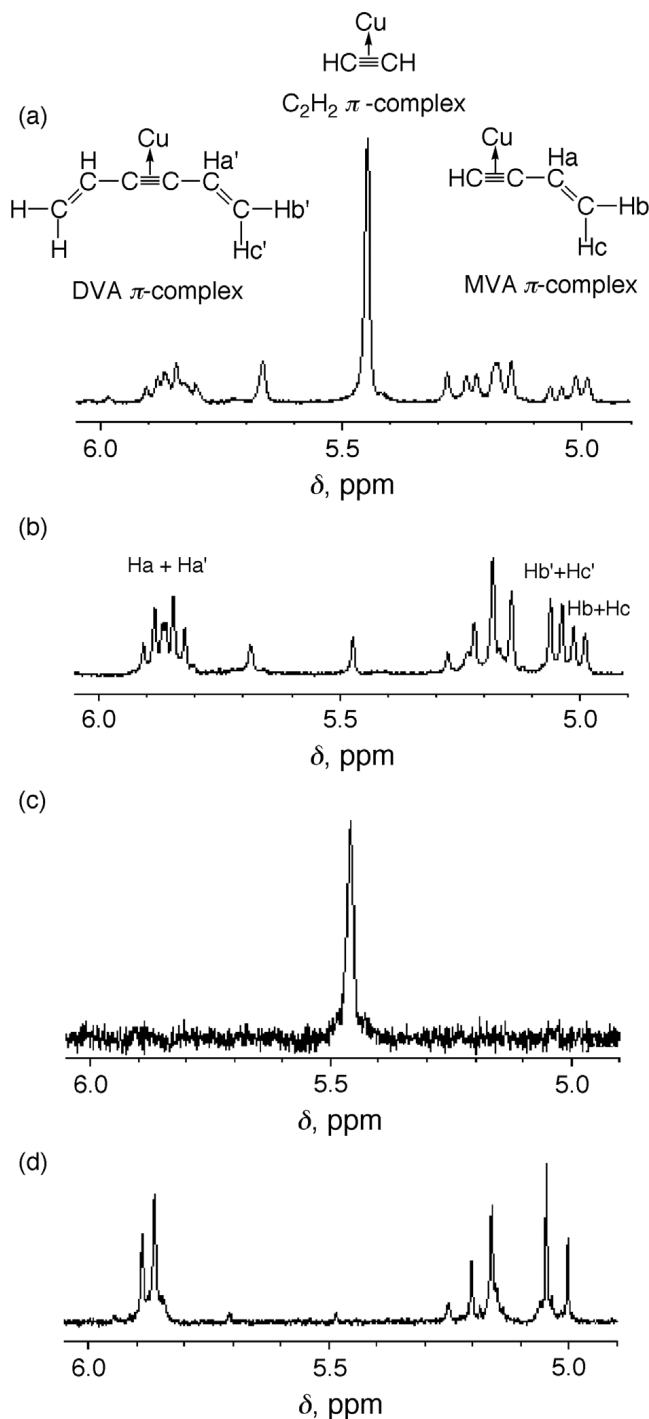 Cu
HC≡CH
C₂H₂ π -complex
(a)
Cu
H Ha'
H C C≡C C Hb'
C C
H Hc'
DVA π-complex
Cu
Ha
HC≡C C
C Hb
Hc
MVA π-complex
6.0 5.5 5.0
δ, ppm
(b)
Ha + Ha'
Hb'+Hc'
Hb+Hc
6.0 5.5 5.0
δ, ppm
(c)
6.0 5.5 5.0
δ, ppm
(d)
6.0 5.5 5.0
δ, ppm